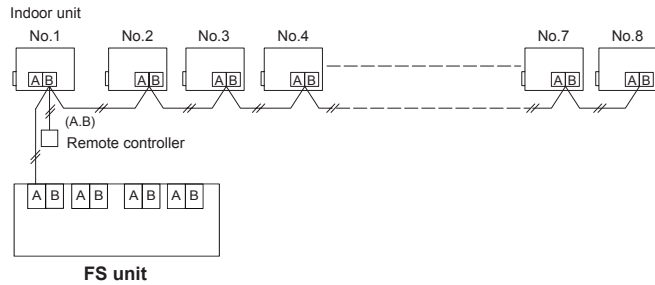 Indoor unit
No.1 No.2 No.3 No.4 No.7 No.8
A B A B A B A B A B A B
(A.B)
Remote controller
A B A B A B A B
FS unit